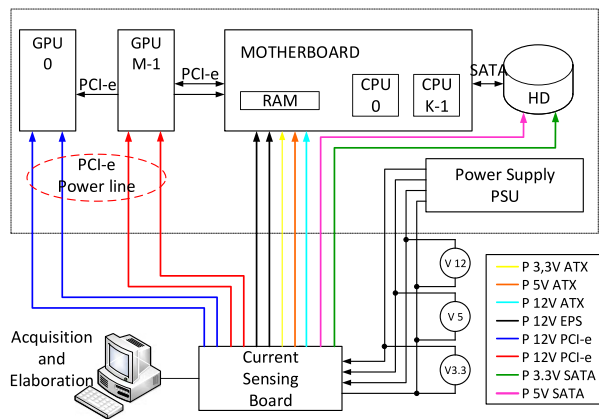 GPU
0
GPU
M-1
MOTHERBOARD
PCI-e
PCI-e
SATA
RAM
CPU
0
CPU
K-1
HD
PCI-e
Power line
Power Supply
PSU
V 12
V 5
V3.3
P 3,3V ATX
P 5V ATX
P 12V ATX
P 12V EPS
P 12V PCI-e
P 12V PCI-e
P 3.3V SATA
P 5V SATA
Acquisition
and
Elaboration
Current
Sensing
Board